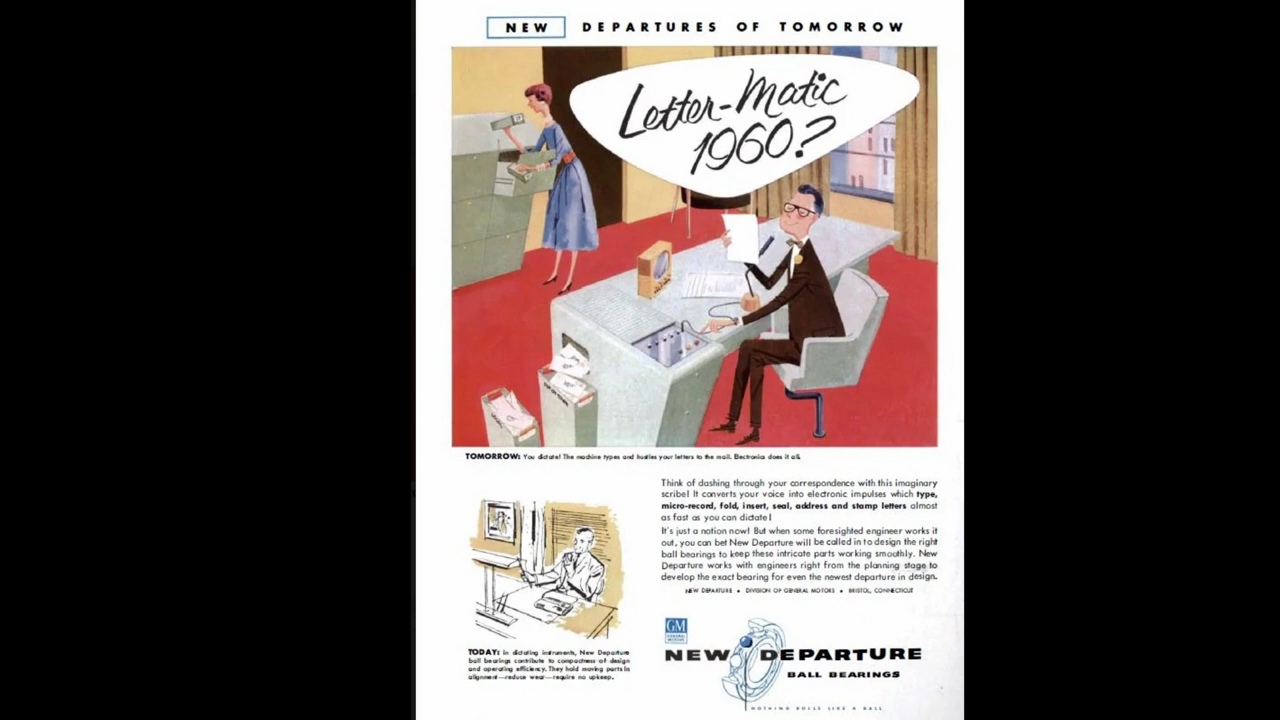 NEW DEPARTURES OF TOMORROW
Letter-Matic
1960?
TOMORROW: You dictate! The machine types and hustles your letters to the mail. Electronics does it all.
Think of dashing through your correspondence with this imaginary
scribe! It converts your voice into electronic impulses which type,
micro-record, fold, insert, seal, address and stamp letters almost
as fast as you can dictate!
It's just a notion now! But when some foresighted engineer works it
out, you can bet New Departure will be called in to design the right
ball bearings to keep these intricate parts working smoothly. New
Departure works with engineers right from the planning stage to
develop the exact bearing for even the newest departure in design.
NEW DEPARTURE • DIVISION OF GENERAL MOTORS • BRISTOL, CONNECTICUT
TODAY: In dictating instruments, New Departure
ball bearings contribute to compactness of design
and operating efficiency. They hold moving parts in
alignment—reduce wear—require no upkeep.
GM
GENERAL
MOTORS
NEW DEPARTURE
BALL BEARINGS
NOTHING ROLLS LIKE A BALL